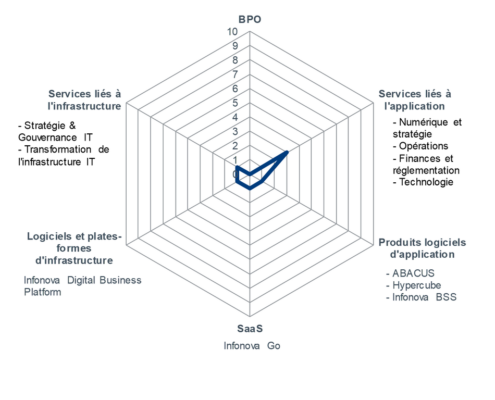 BPO
10
9
8
7
6
5
4
3
2
1
0
Services liés à
l'infrastructure
- Stratégie &
Gouvernance IT
- Transformation de
l'infrastructure IT
Services liés à
l'application
- Numérique et
stratégie
- Opérations
- Finances et
réglementation
- Technologie
Logiciels et plates-
formes
d'infrastructure
Infonova Digital Business
Platform
Produits logiciels
d'application
- ABACUS
- Hypercube
- Infonova BSS
SaaS
Infonova Go